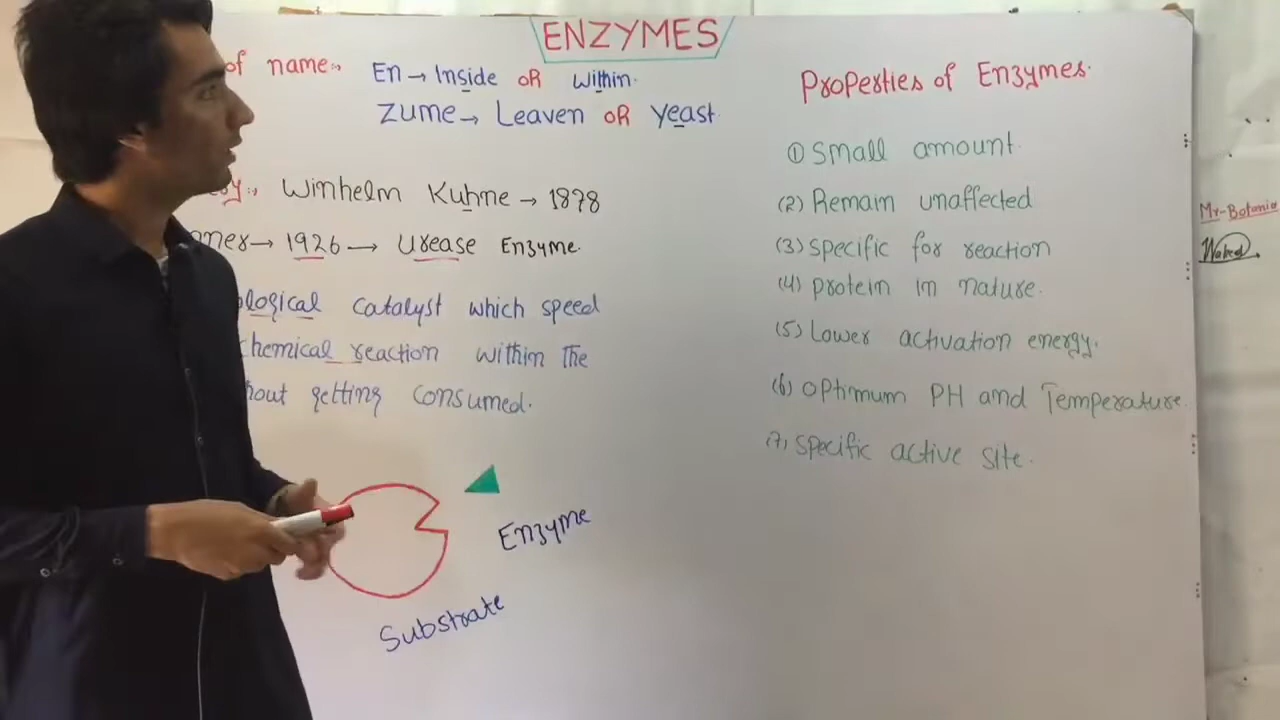 ENZYMES
of name:-
En → Inside OR within.
Zume → Leaven OR yeast
Winhelm Kuhne → 1878
1926 → Urease Enzyme.
logical catalyst which speed
chemical reaction within the
hout getting consumed.
Enzyme
Substrate
Properties of Enzymes.
(1) Small amount.
(2) Remain unaffected
(3) Specific for reaction
(4) protein in nature.
(5) Lower activation energy.
(6) Optimum PH and Temperature.
(7) Specific active site.
Mr-Botanic